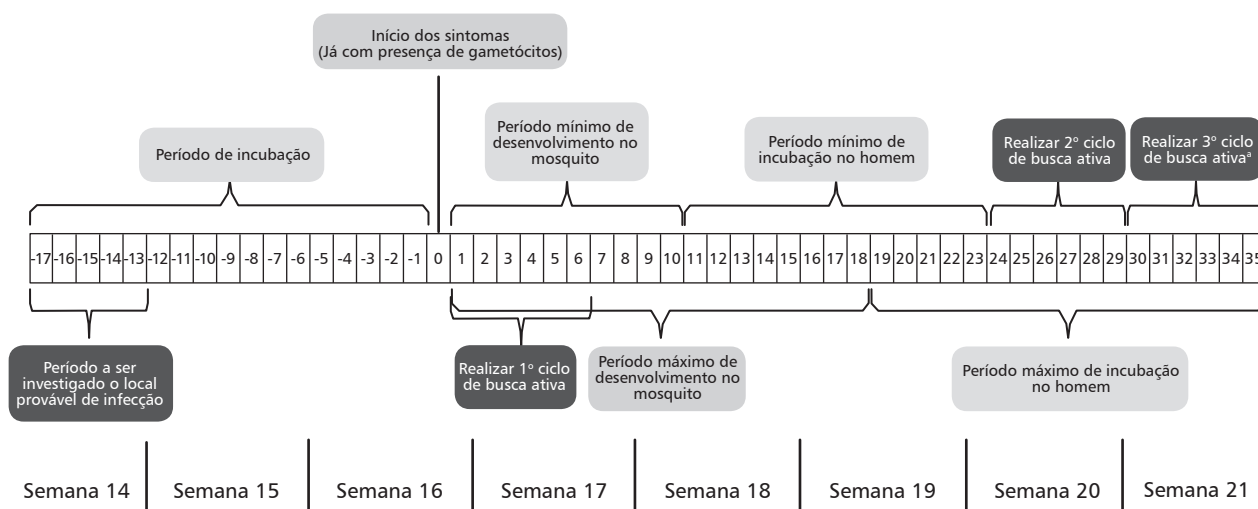 Início dos sintomas
(Já com presença de gametócitos)
Período de incubação
Período mínimo de
desenvolvimento no
mosquito
Período mínimo de
incubação no homem
Realizar 2º ciclo
de busca ativa
Realizar 3º ciclo
de busca ativaª
-17 -16 -15 -14 -13 -12 -11 -10 -9 -8 -7 -6 -5 -4 -3 -2 -1 0 1 2 3 4 5 6 7 8 9 10 11 12 13 14 15 16 17 18 19 20 21 22 23 24 25 26 27 28 29 30 31 32 33 34 35
Período a ser
investigado o local
provável de infecção
Realizar 1º ciclo
de busca ativa
Período máximo de
desenvolvimento no
mosquito
Período máximo de incubação
no homem
Semana 14 Semana 15 Semana 16 Semana 17 Semana 18 Semana 19 Semana 20 Semana 21